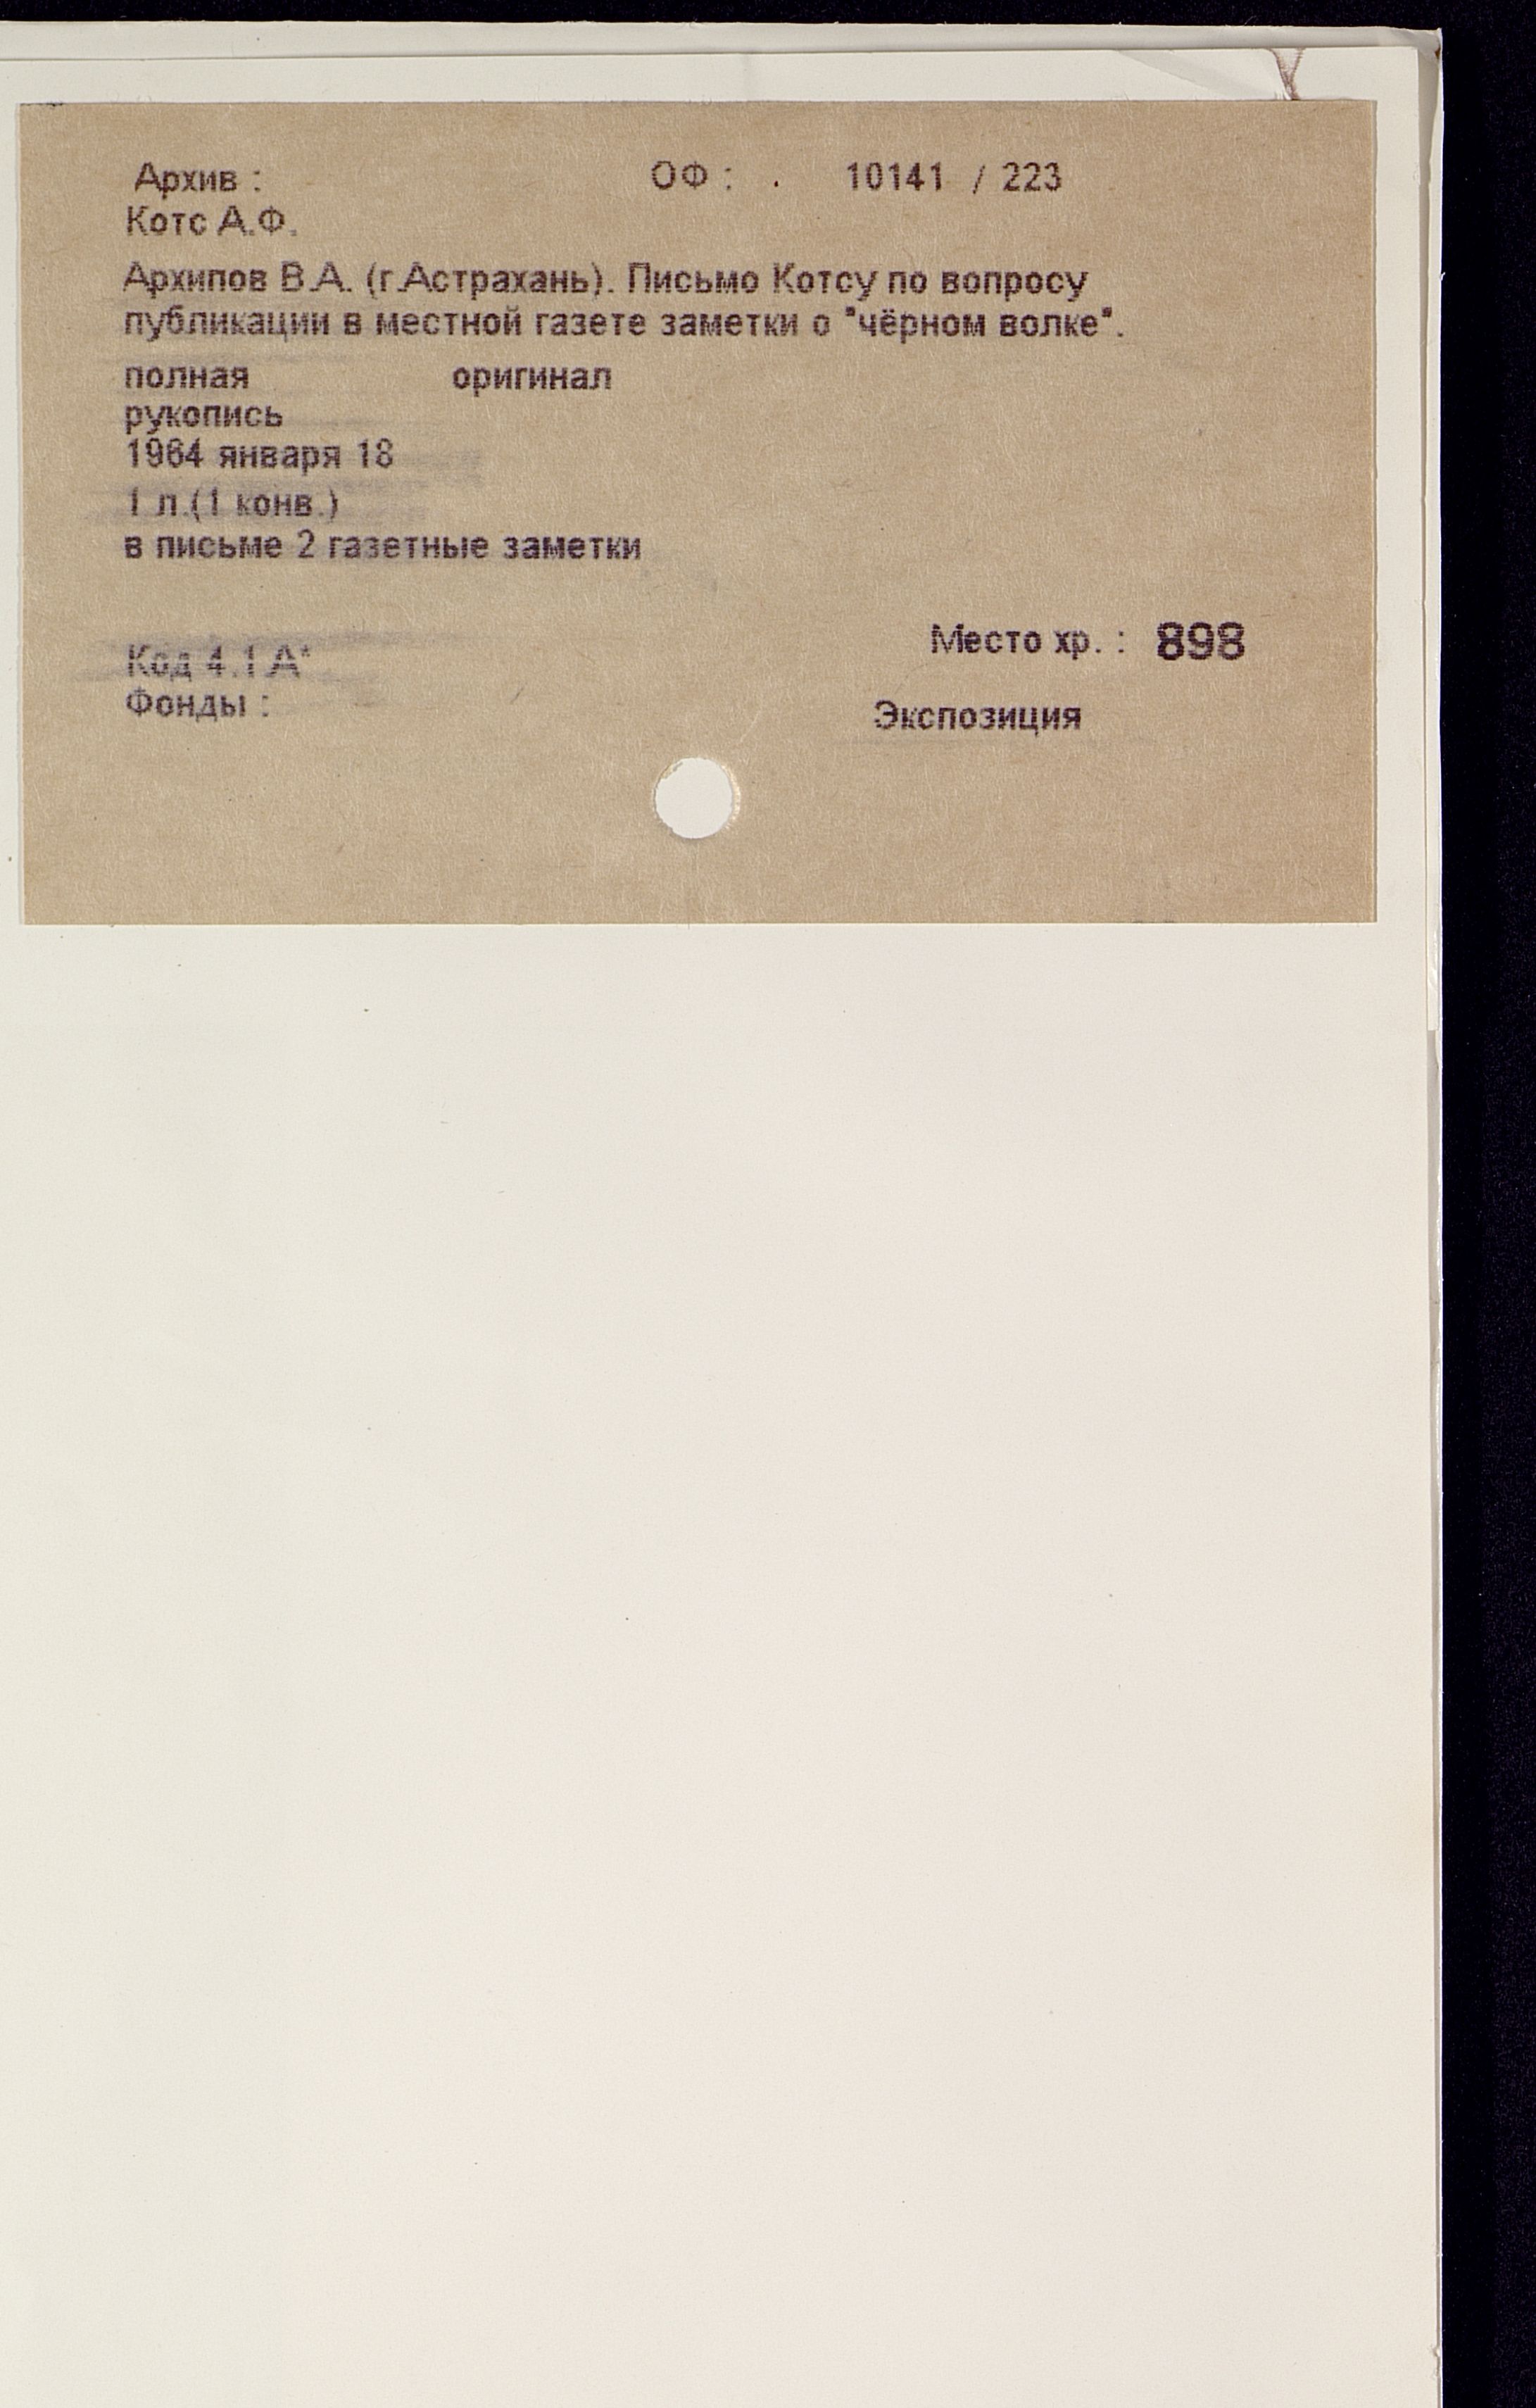 Архив :    ОФ : .    10141 / 223
Котс А.Ф.
Архипов В.А. (г.Астрахань). Письмо Котсу по вопросу
публикации в местной газете заметки о "чёрном волке".
полная    оригинал
рукопись
1964 января 18
1 л.(1 конв.)
в письме 2 газетные заметки
Место хр. : 898
Код 4.1.А*
Фонды :
Экспозиция